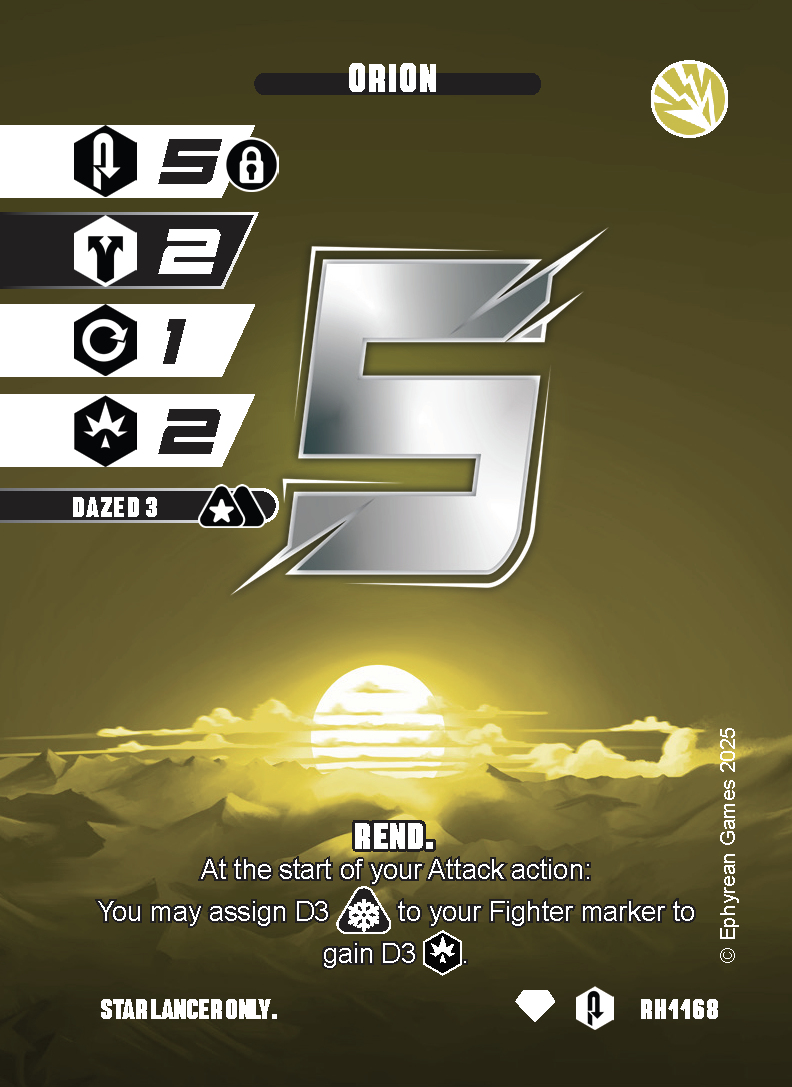 ORION
5
2
1
2
DAZED 3
5
REND.
At the start of your Attack action:
You may assign D3 to your Fighter marker to
gain D3 .
© Ephyrean Games 2025
STAR LANCER ONLY.
RH1168